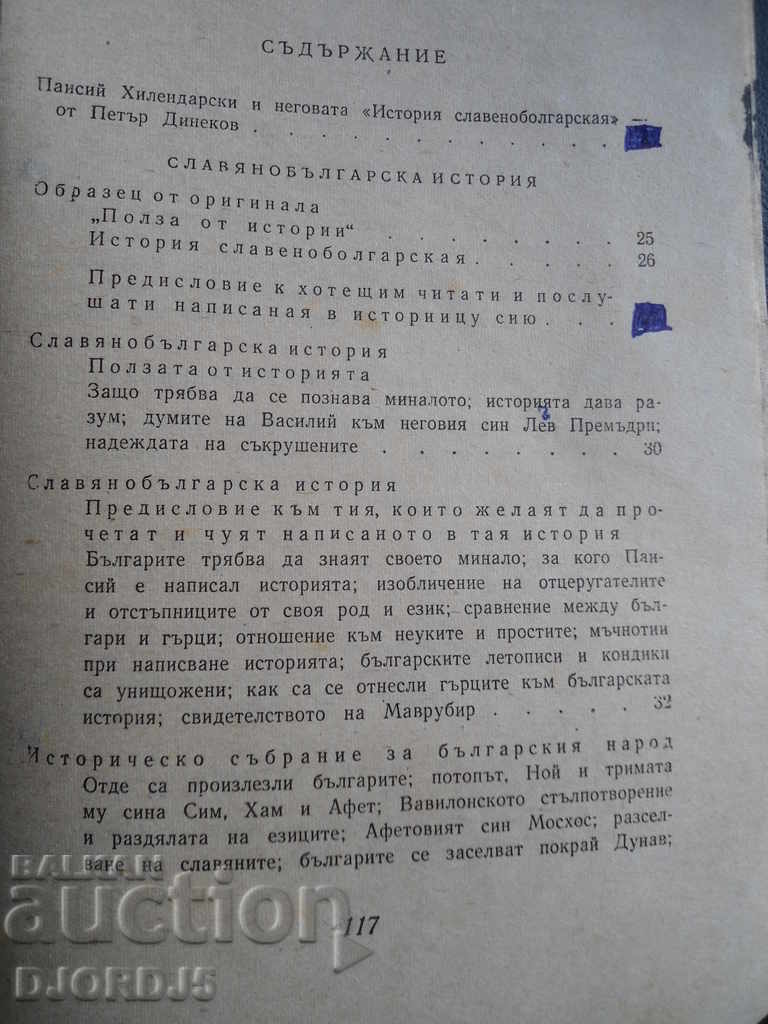 СЪДЪРЖАНИЕ
Паисий Хилендарски и неговата «История славеноболгарская» —
от Петър Динеков . . . . . . . . . . . .
СЛАВЯНОБЪЛГАРСКА ИСТОРИЯ
Образец от оригинала
„Полза от истории“ . . . . . . . 25
История славеноболгарская . . . . . 26
Предисловие к хотещим читати и послу-
шати написаная в историицу сию . . .
Славянобългарска история
Ползата от историята
Защо трябва да се познава миналото; историята дава ра-
зум; думите на Василий към неговия син Лъв Премъдри;
надеждата на съкрушените . . . . . . . . 30
Славянобългарска история
Предисловие към тия, които желаят да про-
четат и чуят написаното в тая история
Българите трябва да знаят своето минало; за кого Паи-
сий е написал историята; изобличение на отцеругателите
и отстъпниците от своя род и език; сравнение между бъл-
гари и гърци; отношение към неуките и простите; мъчнотии
при написване историята; българските летописи и кондики
са унищожени; как са се отнесли гърците към българската
история; свидетелството на Маврубир . . . . . 32
Историческо събрание за българския народ
Отде са произлезли българите; потопът, Ной и тримата
му сина Сим, Хам и Афет; Вавилонското стълпотворение
и раздялата на езиците; Афетовият син Мосхос; разсел-
ване на славяните; българите се заселват покрай Дунав;
117
BALKAN
auction
DJORDJ5